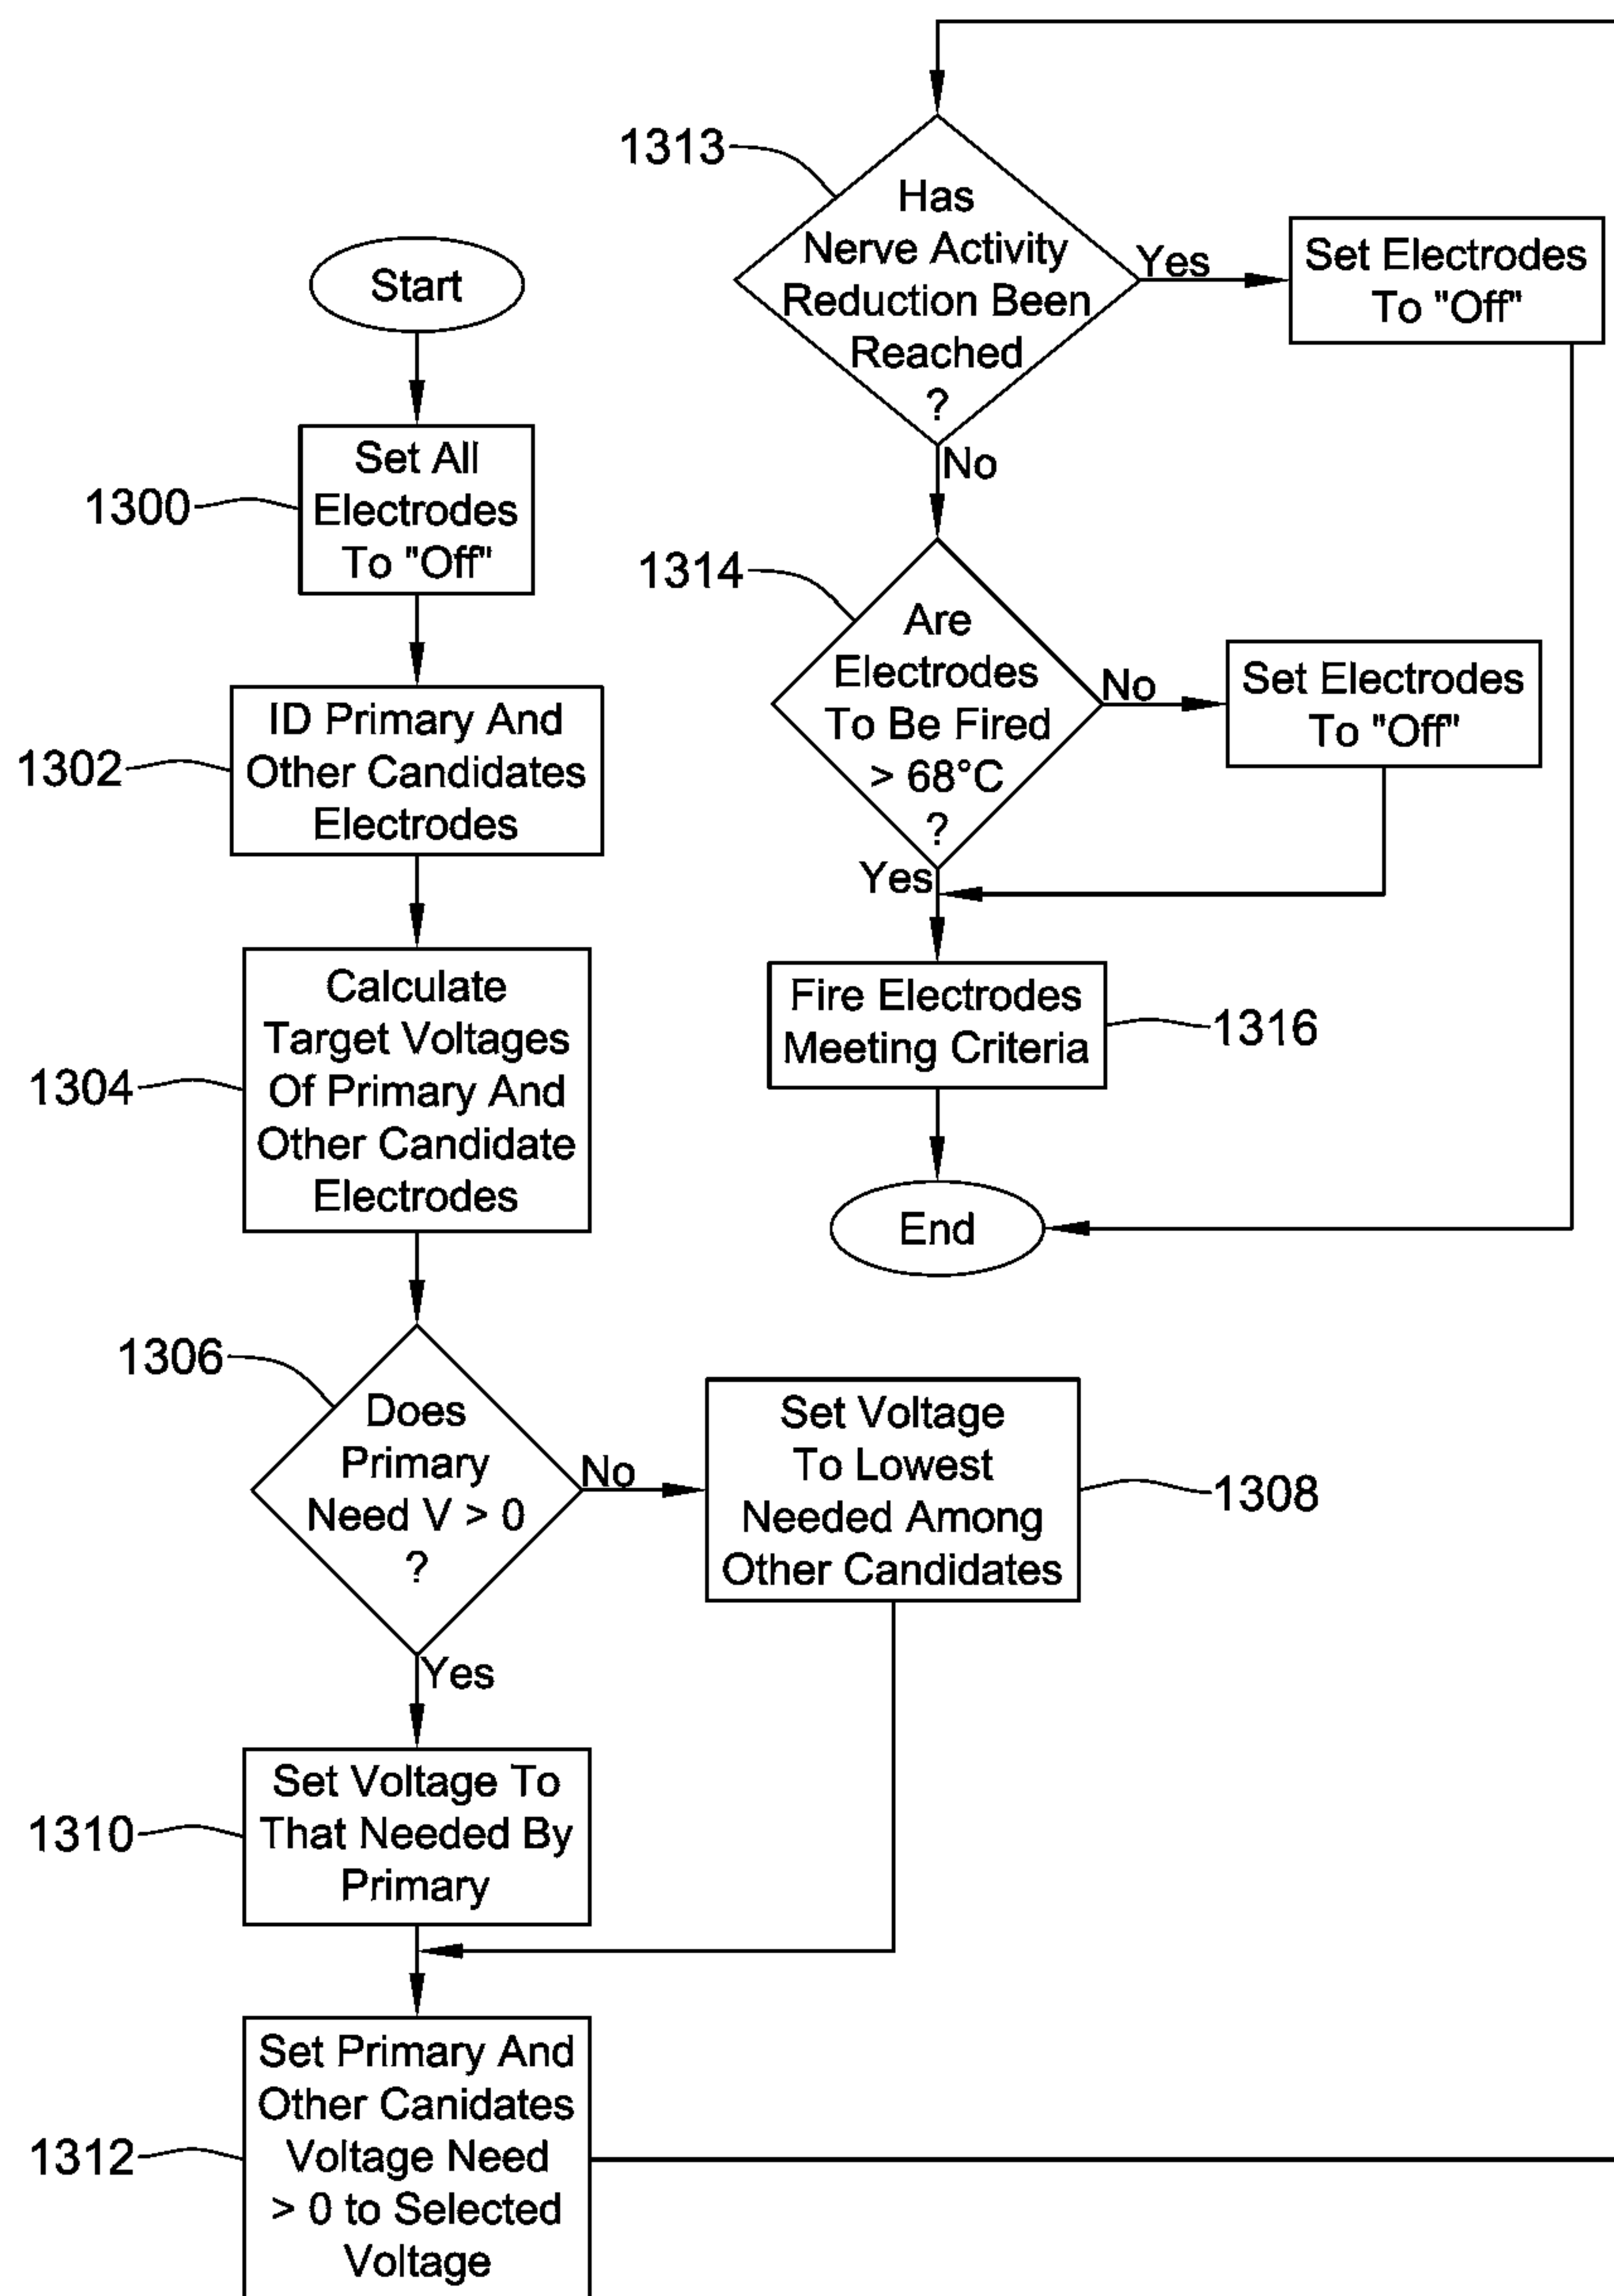 Start
1300
Set All
Electrodes
To "Off"
1302
ID Primary And
Other Candidates
Electrodes
1304
Calculate
Target Voltages
Of Primary And
Other Candidate
Electrodes
1306
Does
Primary
Need V > 0
?
No
Set Voltage
To Lowest
Needed Among
Other Candidates
1308
Yes
1310
Set Voltage To
That Needed By
Primary
1312
Set Primary And
Other Canidates
Voltage Need
> 0 to Selected
Voltage
1313
Has
Nerve Activity
Reduction Been
Reached
?
Yes
Set Electrodes
To "Off"
No
1314
Are
Electrodes
To Be Fired
> 68°C
?
No
Set Electrodes
To "Off"
Yes
Fire Electrodes
Meeting Criteria
1316
End